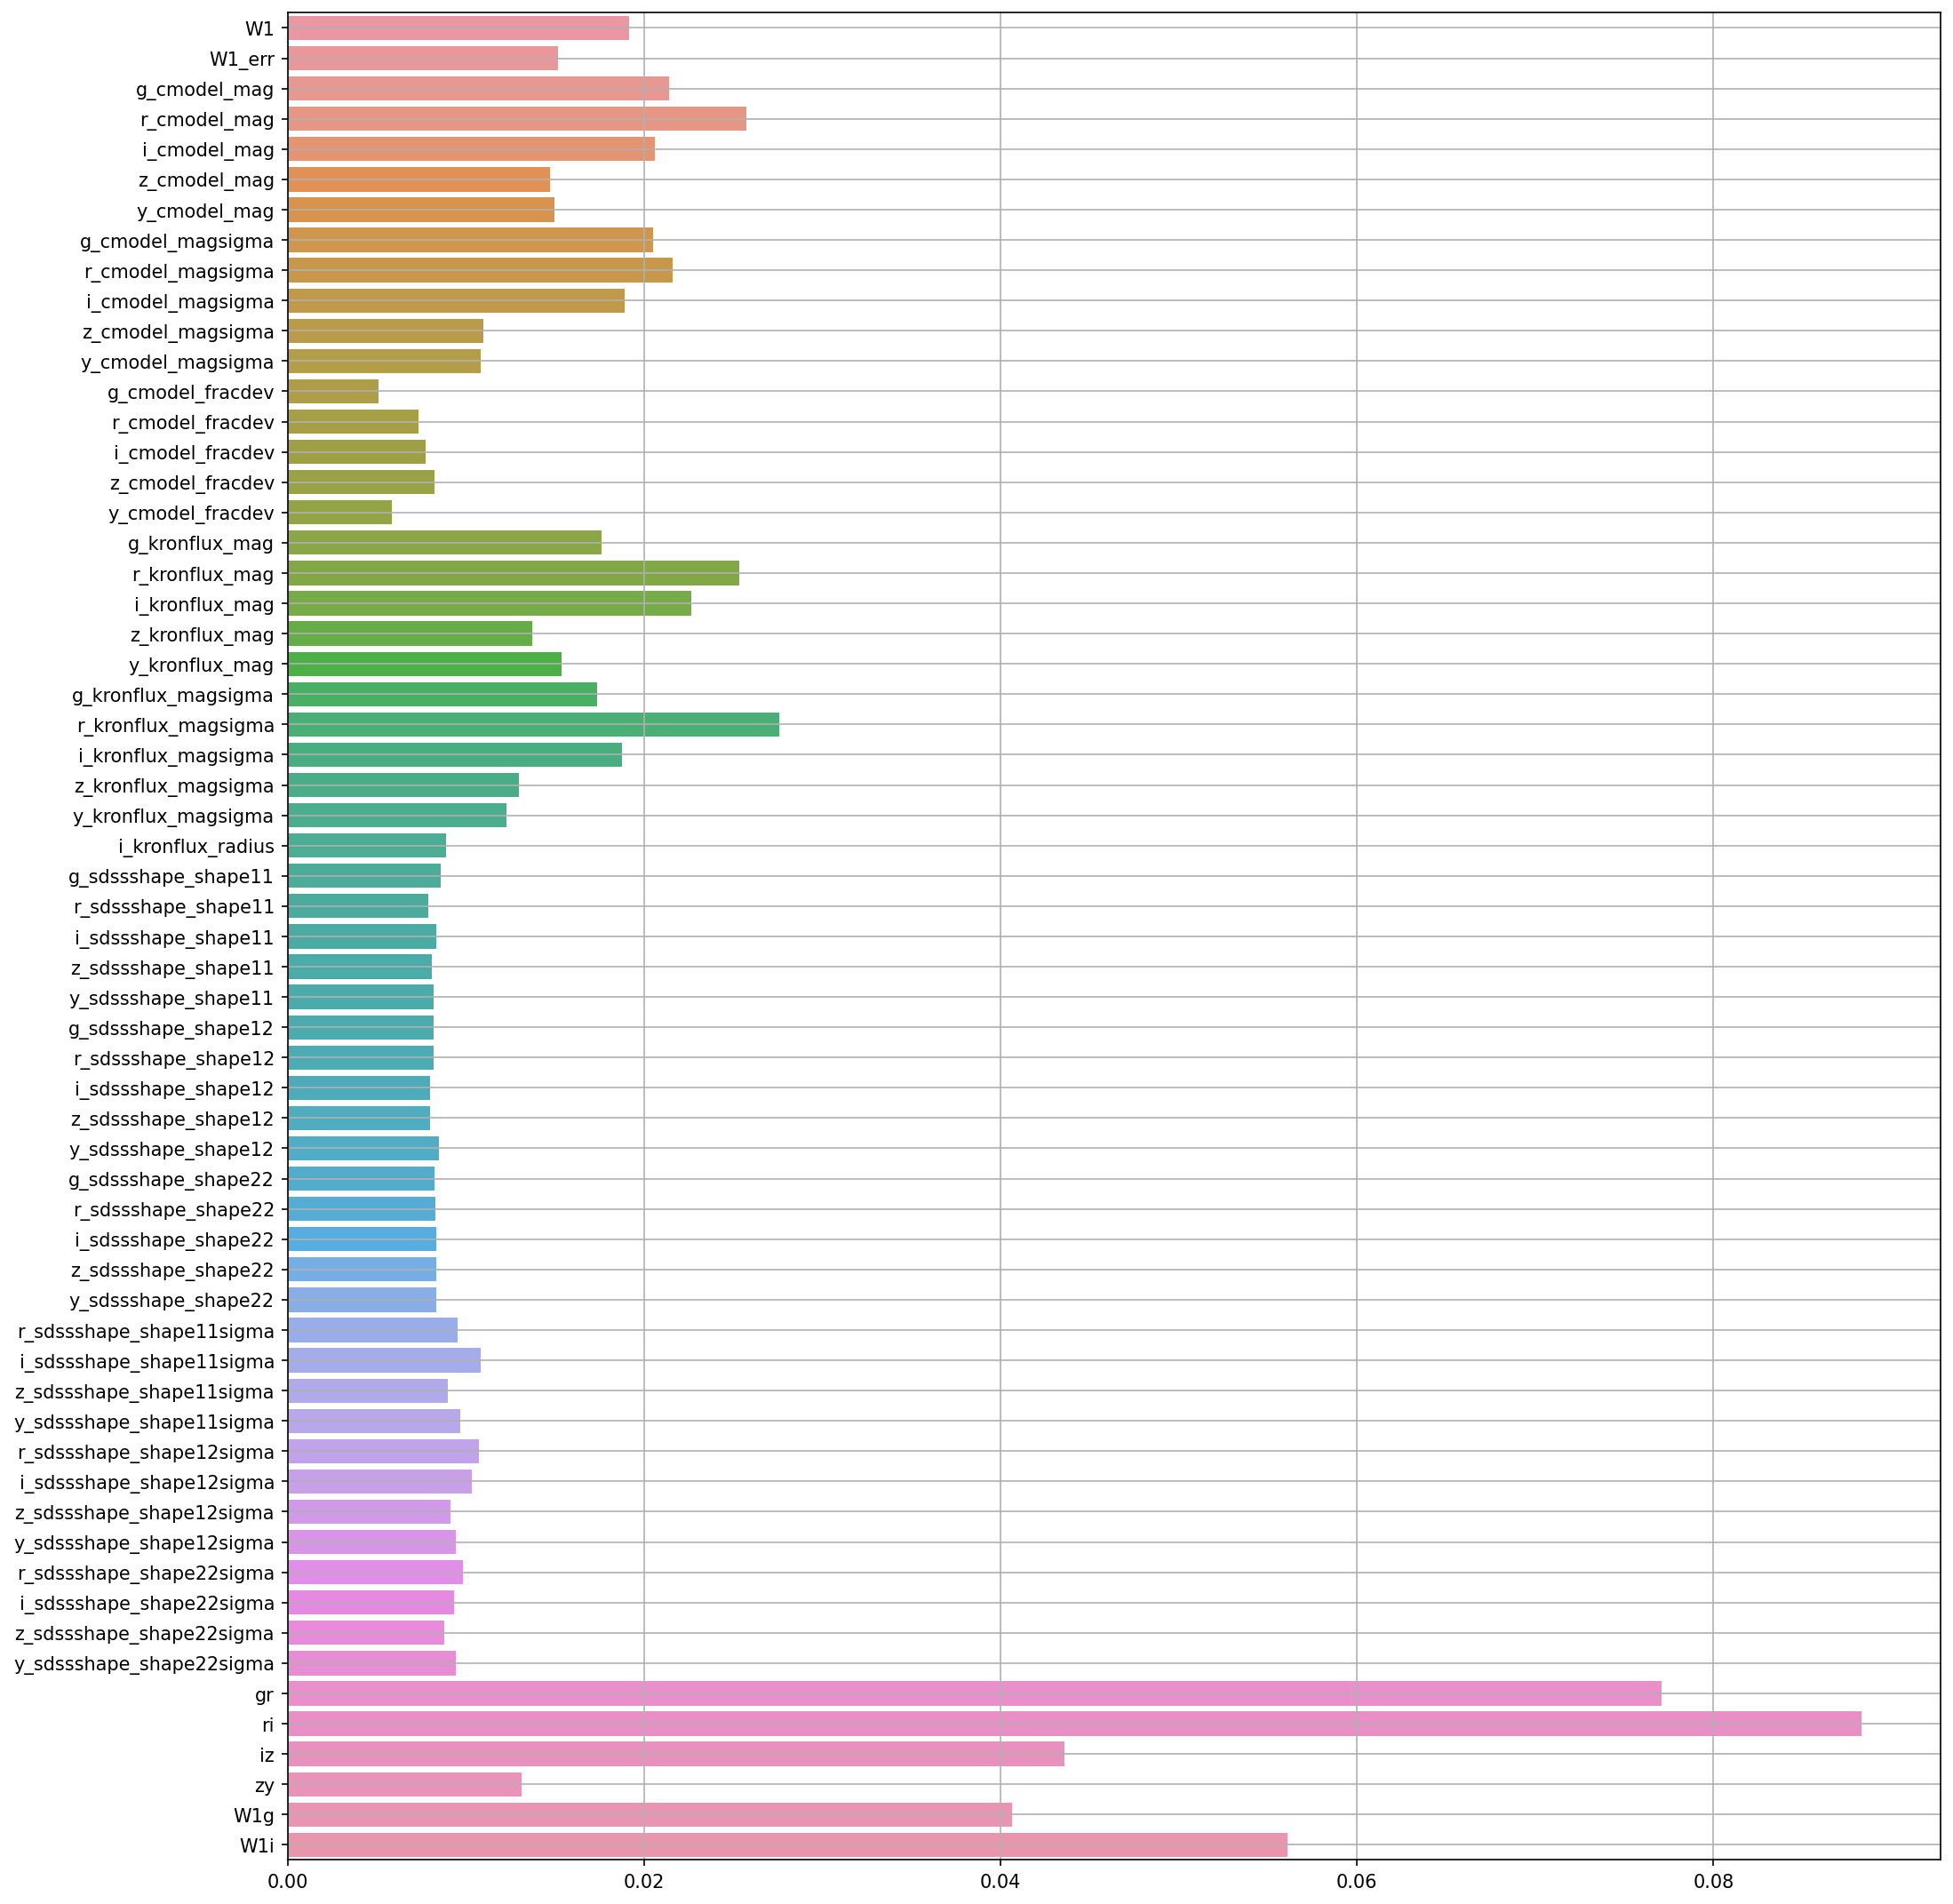 W1
W1_err
g_cmodel_mag
r_cmodel_mag
i_cmodel_mag
z_cmodel_mag
y_cmodel_mag
g_cmodel_magsigma
r_cmodel_magsigma
i_cmodel_magsigma
z_cmodel_magsigma
y_cmodel_magsigma
g_cmodel_fracdev
r_cmodel_fracdev
i_cmodel_fracdev
z_cmodel_fracdev
y_cmodel_fracdev
g_kronflux_mag
r_kronflux_mag
i_kronflux_mag
z_kronflux_mag
y_kronflux_mag
g_kronflux_magsigma
r_kronflux_magsigma
i_kronflux_magsigma
z_kronflux_magsigma
y_kronflux_magsigma
i_kronflux_radius
g_sdssshape_shape11
r_sdssshape_shape11
i_sdssshape_shape11
z_sdssshape_shape11
y_sdssshape_shape11
g_sdssshape_shape12
r_sdssshape_shape12
i_sdssshape_shape12
z_sdssshape_shape12
y_sdssshape_shape12
g_sdssshape_shape22
r_sdssshape_shape22
i_sdssshape_shape22
z_sdssshape_shape22
y_sdssshape_shape22
r_sdssshape_shape11sigma
i_sdssshape_shape11sigma
z_sdssshape_shape11sigma
y_sdssshape_shape11sigma
r_sdssshape_shape12sigma
i_sdssshape_shape12sigma
z_sdssshape_shape12sigma
y_sdssshape_shape12sigma
r_sdssshape_shape22sigma
i_sdssshape_shape22sigma
z_sdssshape_shape22sigma
y_sdssshape_shape22sigma
gr
ri
iz
zy
W1g
W1i
0.00 0.02 0.04 0.06 0.08